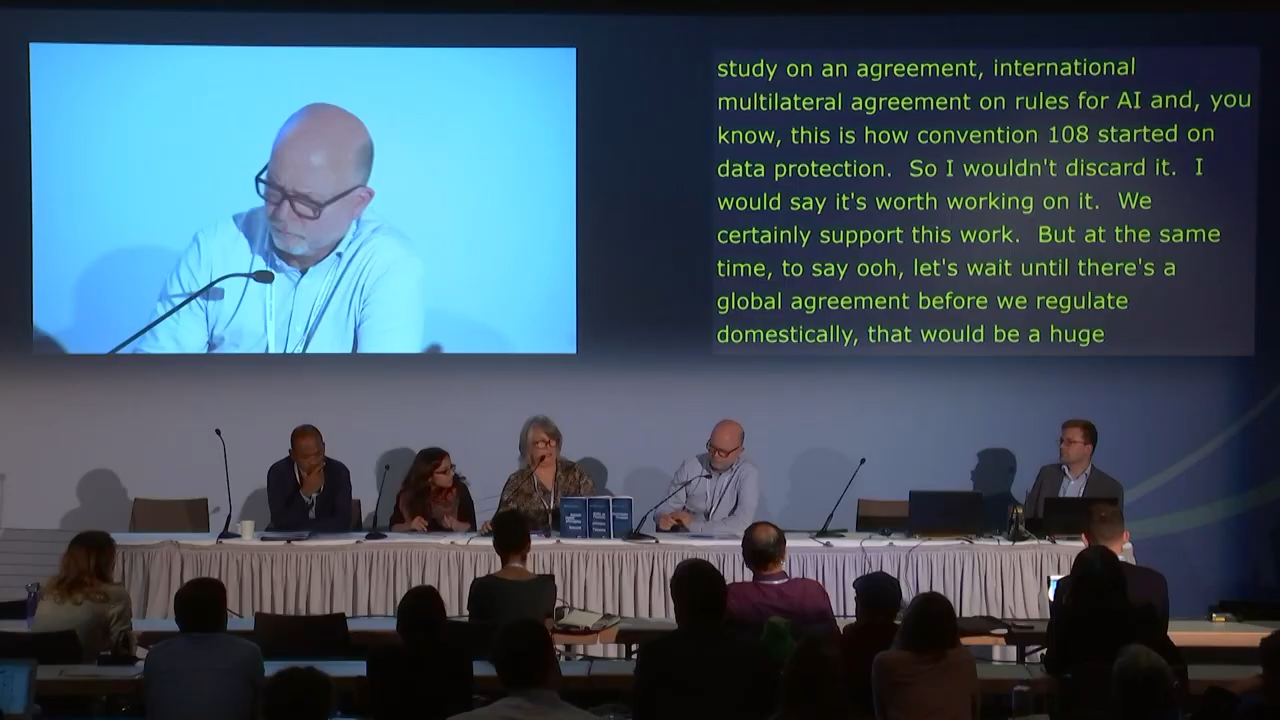 study on an agreement, international
multilateral agreement on rules for AI and, you
know, this is how convention 108 started on
data protection.  So I wouldn't discard it.  I
would say it's worth working on it.  We
certainly support this work.  But at the same
time, to say ooh, let's wait until there's a
global agreement before we regulate
domestically, that would be a huge